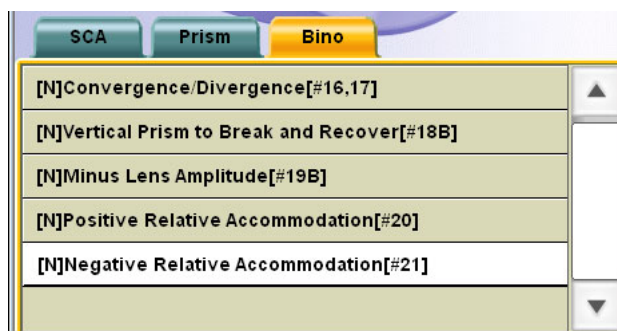 SCA Prism Bino
[N]Convergence/Divergence[#16,17]
[N]Vertical Prism to Break and Recover[#18B]
[N]Minus Lens Amplitude[#19B]
[N]Positive Relative Accommodation[#20]
[N]Negative Relative Accommodation[#21]